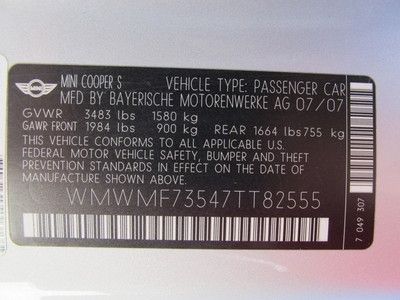 MINI COOPER S VEHICLE TYPE: PASSENGER CAR
MFD BY BAYERISCHE MOTORENWERKE AG 07/07
GVWR 3483 lbs 1580 kg
GAWR FRONT 1984 lbs 900 kg REAR 1664 lbs 755 kg
THIS VEHICLE CONFORMS TO ALL APPLICABLE U.S.
FEDERAL MOTOR VEHICLE SAFETY, BUMPER AND THEFT
PREVENTION STANDARDS IN EFFECT ON THE DATE OF
MANUFACTURE SHOWN ABOVE.
WMWMF73547TT82555
7 049 307